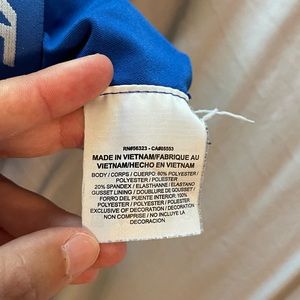 RN#56323 - CA#05553
MADE IN VIETNAM/FABRIQUE AU
VIETNAM/HECHO EN VIETNAM
BODY / CORPS / CUERPO: 80% POLYESTER /
POLYESTER / POLIESTER
20% SPANDEX / ELASTHANNE / ELASTANO
GUSSET LINING / DOUBLURE DE GOUSSET /
FORRO DEL PUENTE INTERIOR: 100%
POLYESTER / POLYESTER / POLIESTER
EXCLUSIVE OF DECORATION / DÉCORATION
NON COMPRISE / NO INCLUYE LA
DECORACIÓN